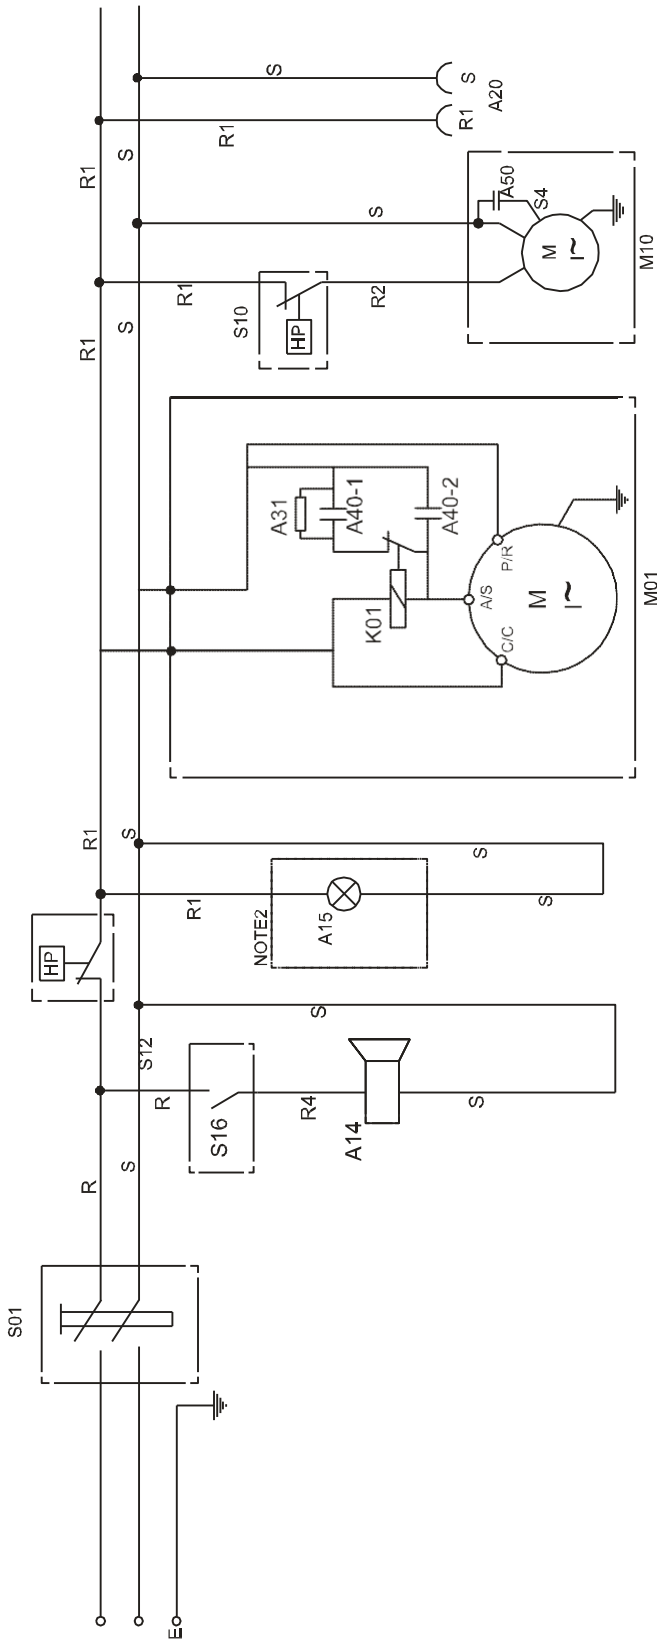 E
S01
R
S
R
S12
S16
R4
A14
S
S
HP
R1
S
R1
NOTE2
A15
S
S
M01
C/C
A/S
P/R
M
1~
K01
A31
A40-1
A40-2
R1
S
R1
S10
HP
R2
S
M10
M
1~
A50
S4
R1
S
R1
S
R1
S
A20